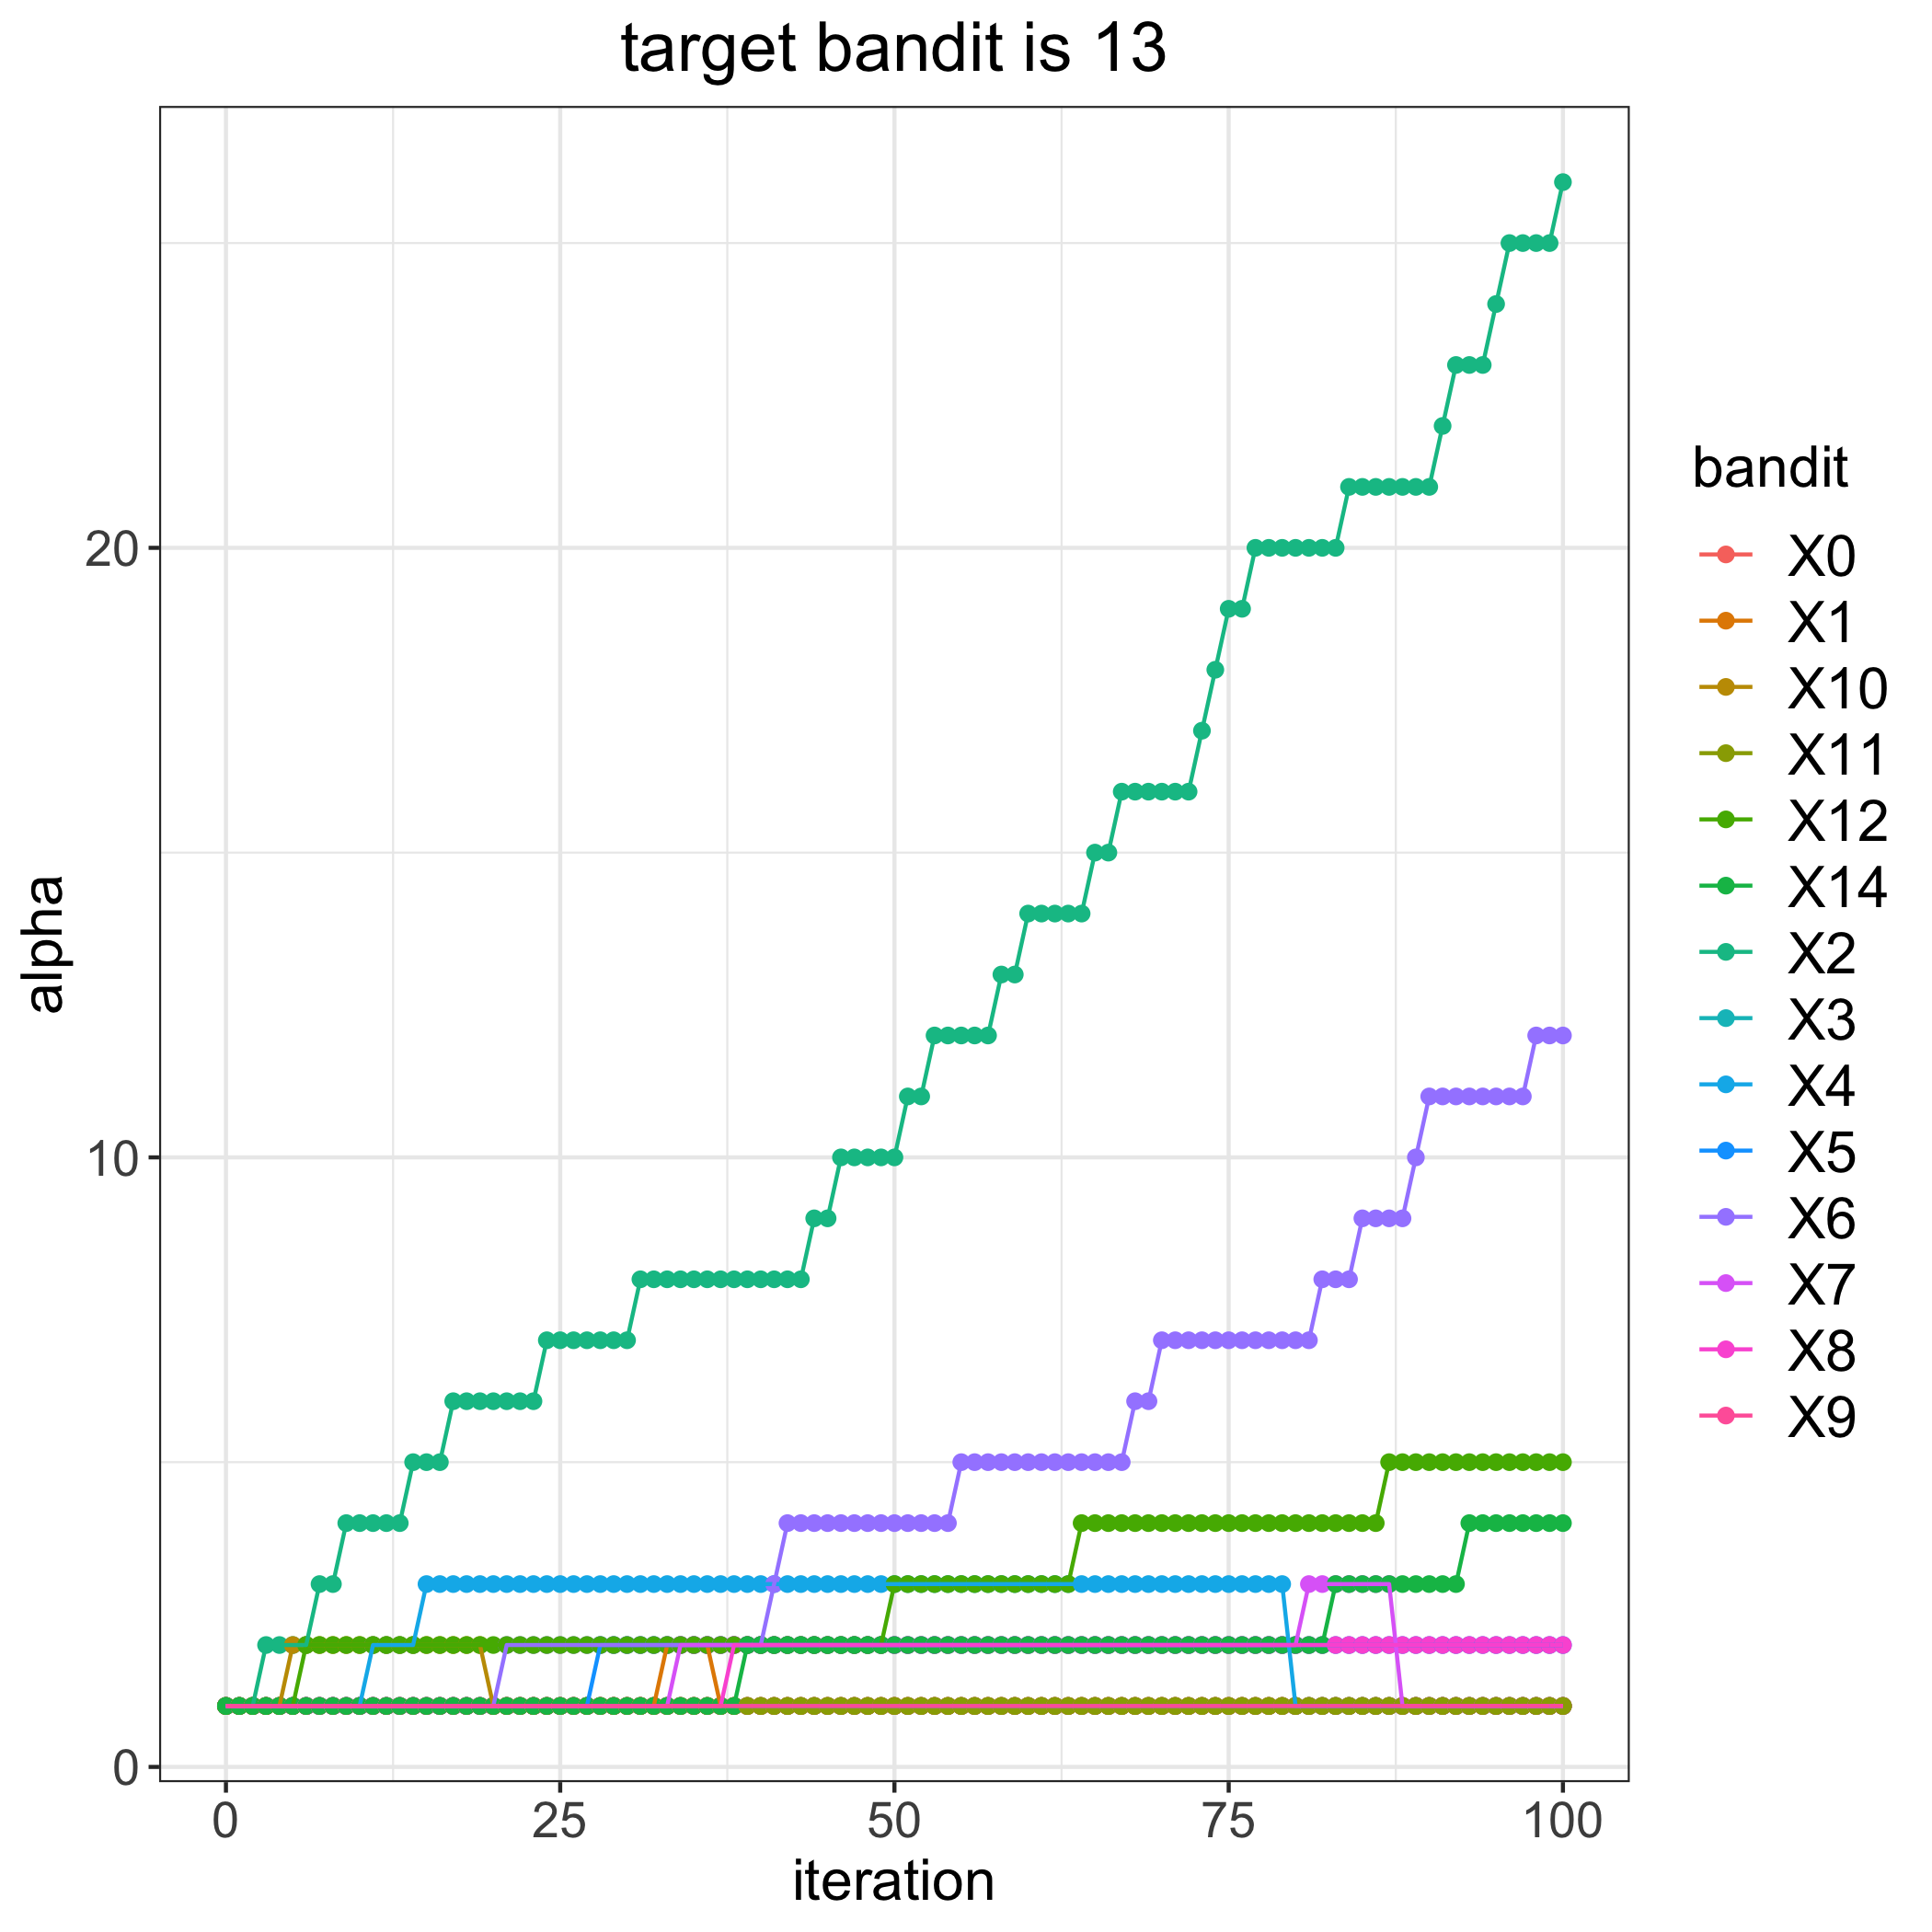 target bandit is 13
alpha
20
10
0
0 25 50 75 100
iteration
bandit
X0
X1
X10
X11
X12
X14
X2
X3
X4
X5
X6
X7
X8
X9